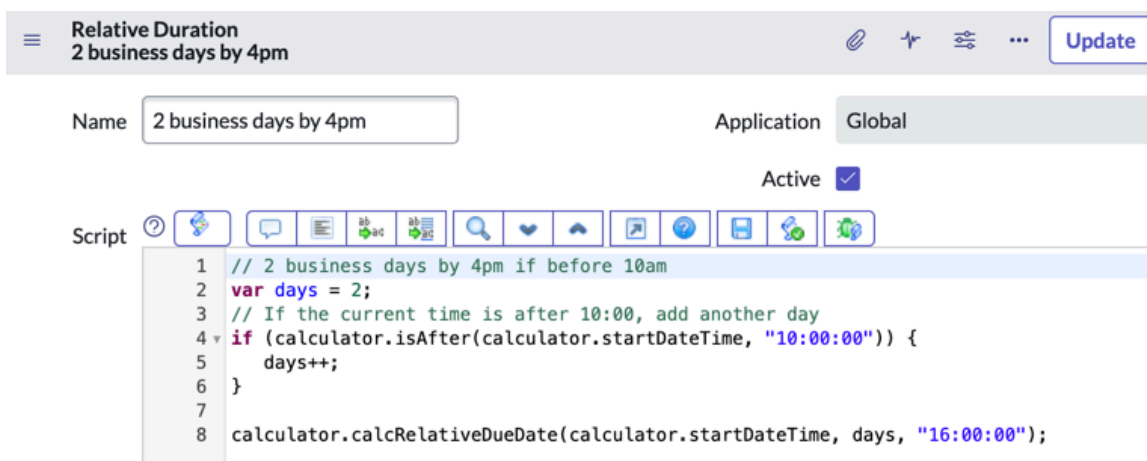 Relative Duration
2 business days by 4pm
Update
Name 2 business days by 4pm
Application Global
Active
Script
1 // 2 business days by 4pm if before 10am
2 var days = 2;
3 // If the current time is after 10:00, add another day
4 if (calculator.isAfter(calculator.startDateTime, "10:00:00")) {
5 days++;
6 }
7
8 calculator.calcRelativeDueDate(calculator.startDateTime, days, "16:00:00");